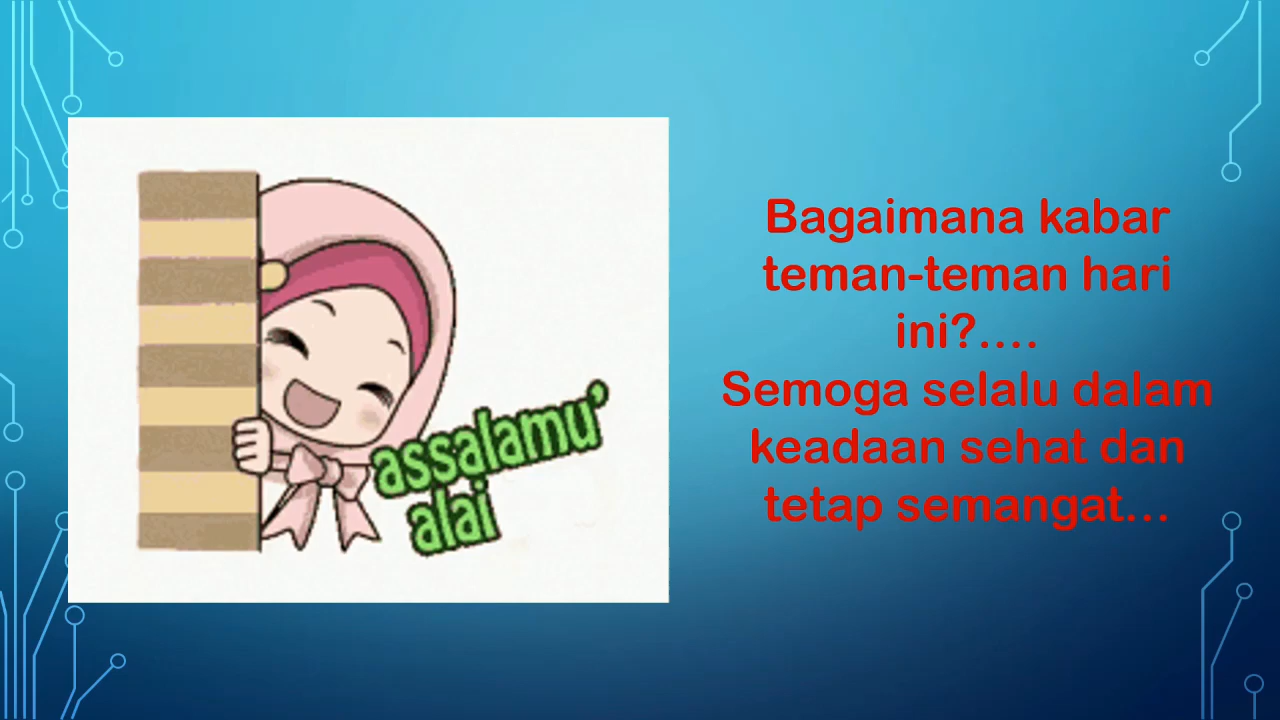 assalamu'
alai
Bagaimana kabar
teman-teman hari
ini?....
Semoga selalu dalam
keadaan sehat dan
tetap semangat...